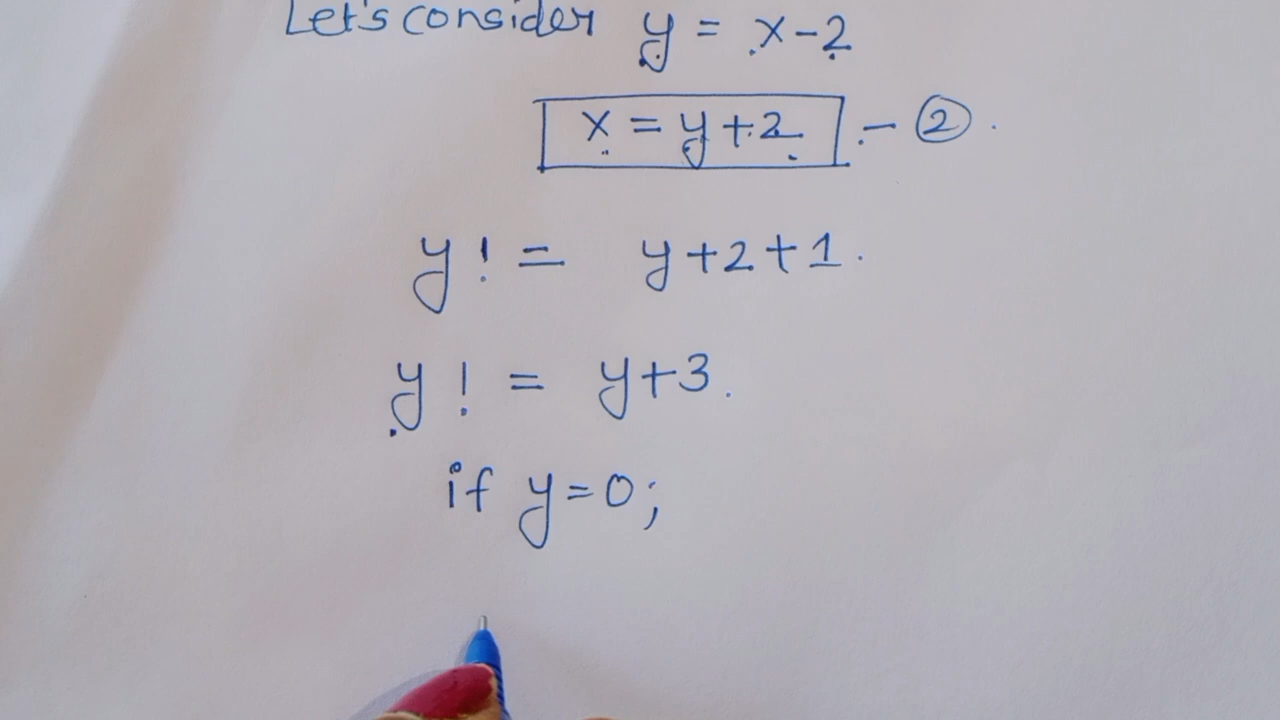 Let's consider y = x-2
x = y+2 - ②.
y! = y+2+1.
y! = y+3.
if y=0;